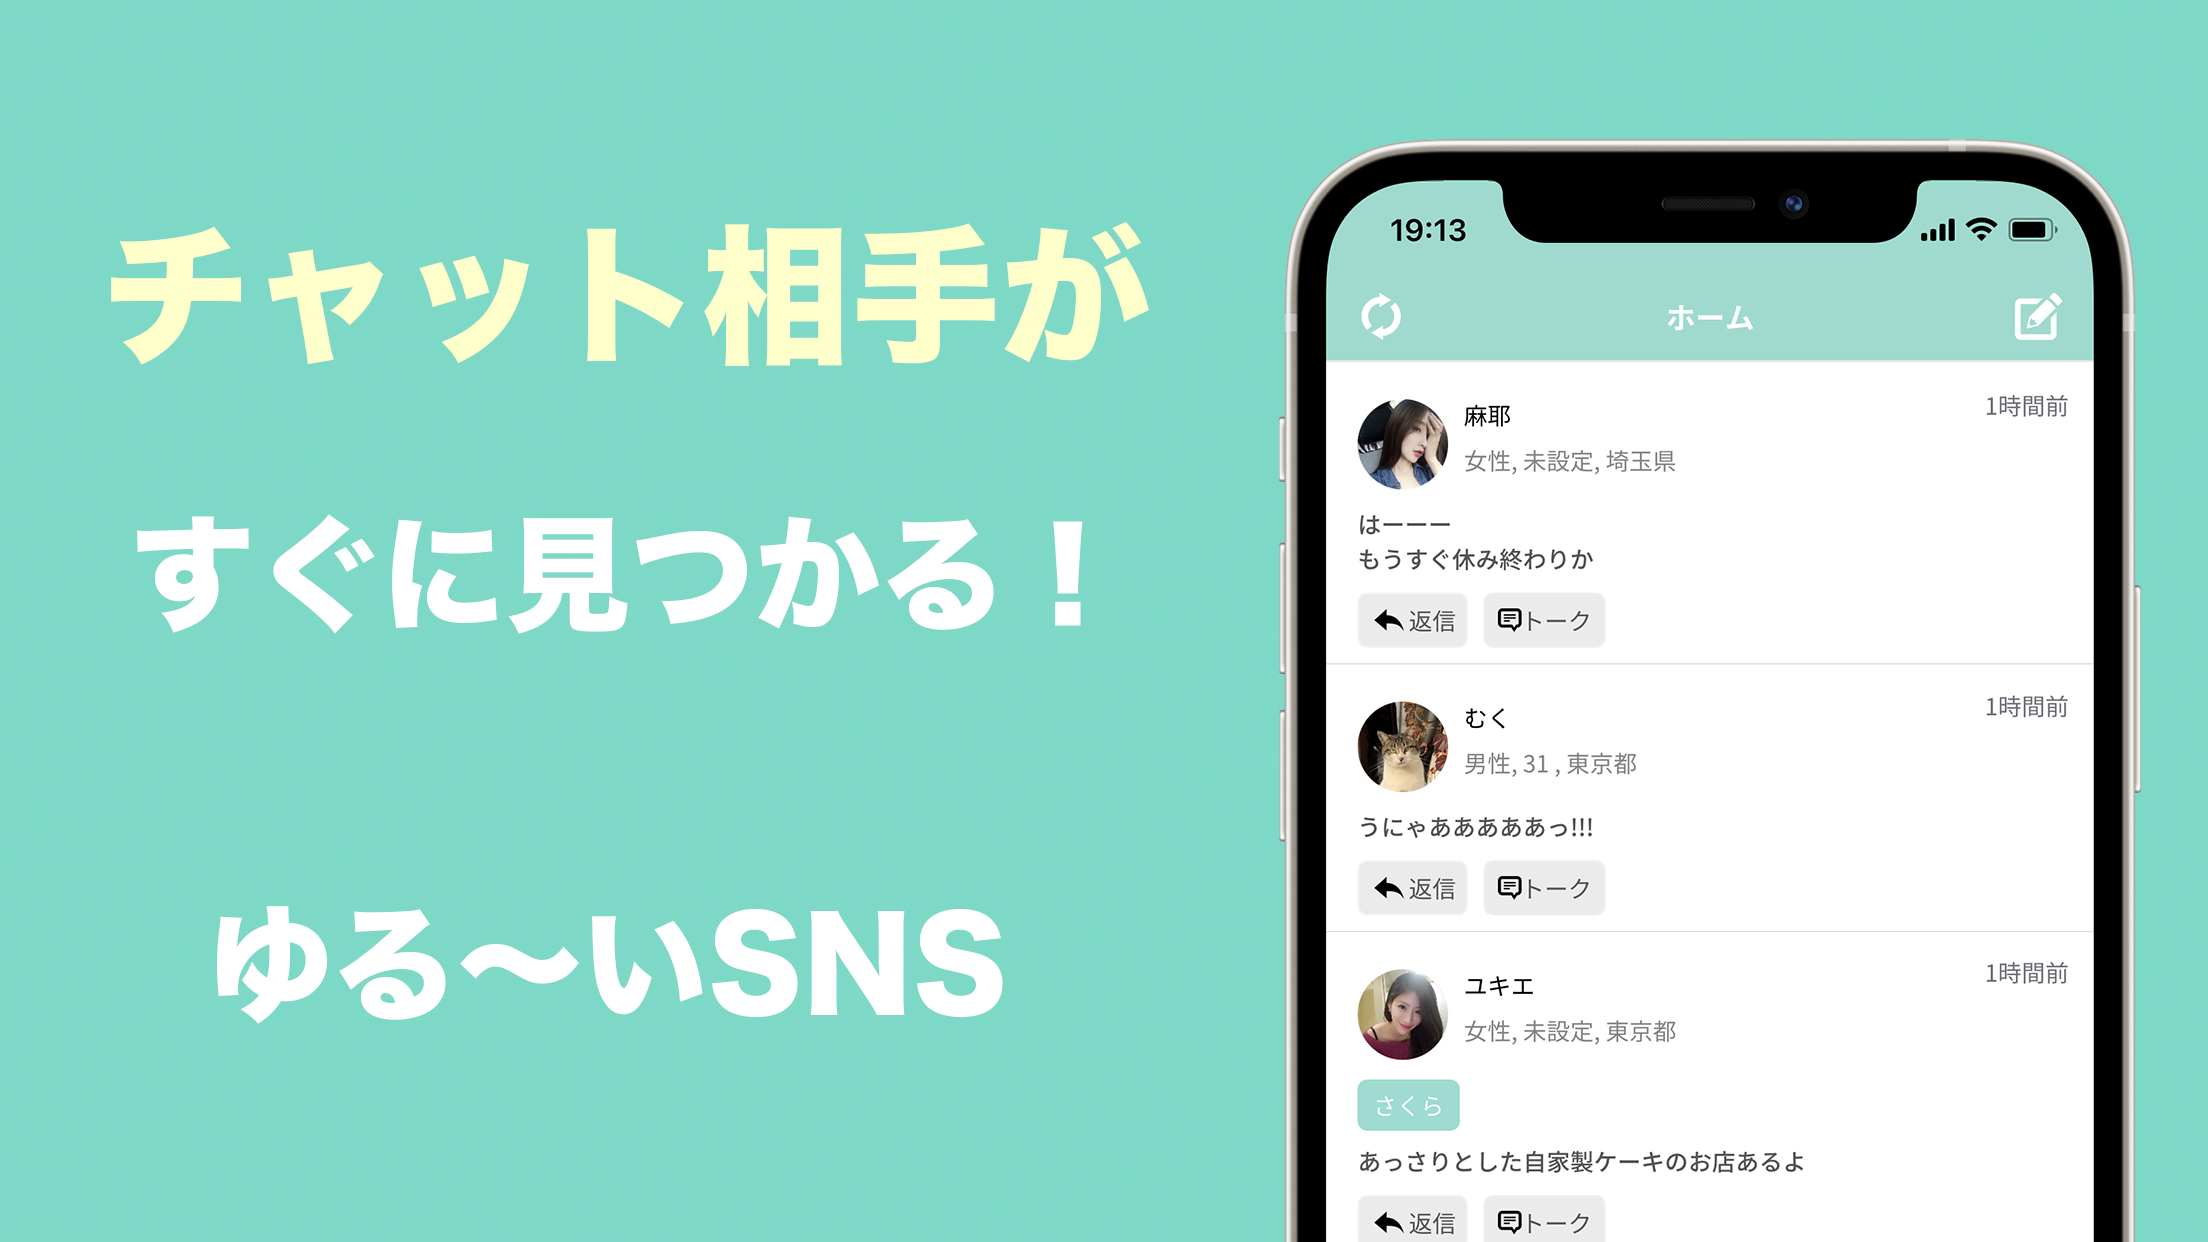 チャット相手が
すぐに見つかる！
ゆる〜いSNS
19:13
ホーム
麻耶
1時間前
女性, 未設定, 埼玉県
はーーー
もうすぐ休み終わりか
返信 トーク
むく
1時間前
男性, 31 , 東京都
うにゃああああああっ!!!
返信 トーク
ユキエ
1時間前
女性, 未設定, 東京都
さくら
あっさりとした自家製ケーキのお店あるよ
返信 トーク